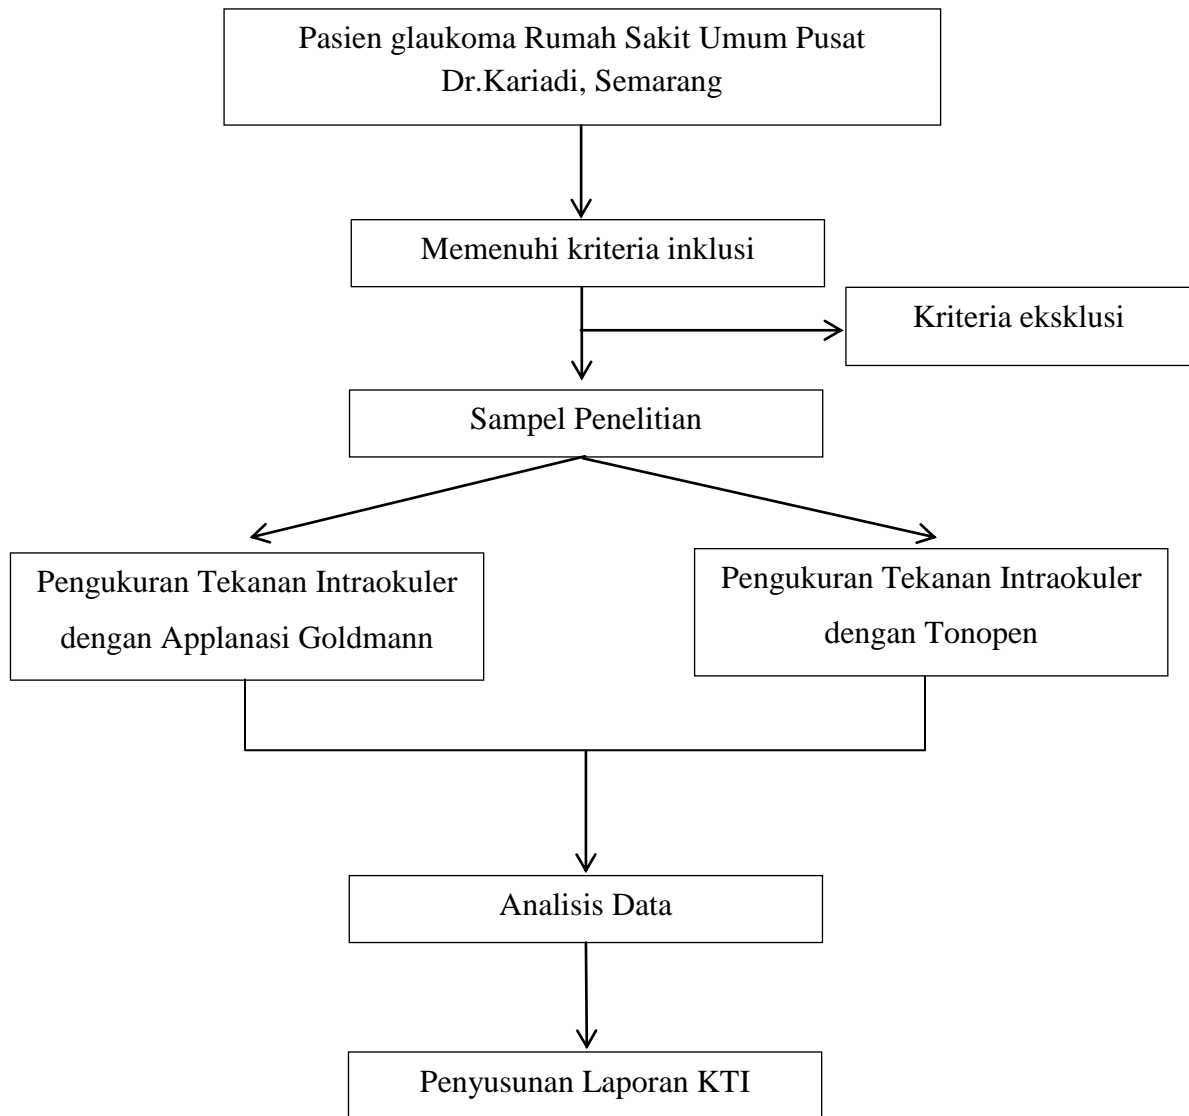 Pasien glaukoma Rumah Sakit Umum Pusat
Dr.Kariadi, Semarang
Memenuhi kriteria inklusi
Kriteria eksklusi
Sampel Penelitian
Pengukuran Tekanan Intraokuler
dengan Applanasi Goldmann
Pengukuran Tekanan Intraokuler
dengan Tonopen
Analisis Data
Penyusunan Laporan KTI